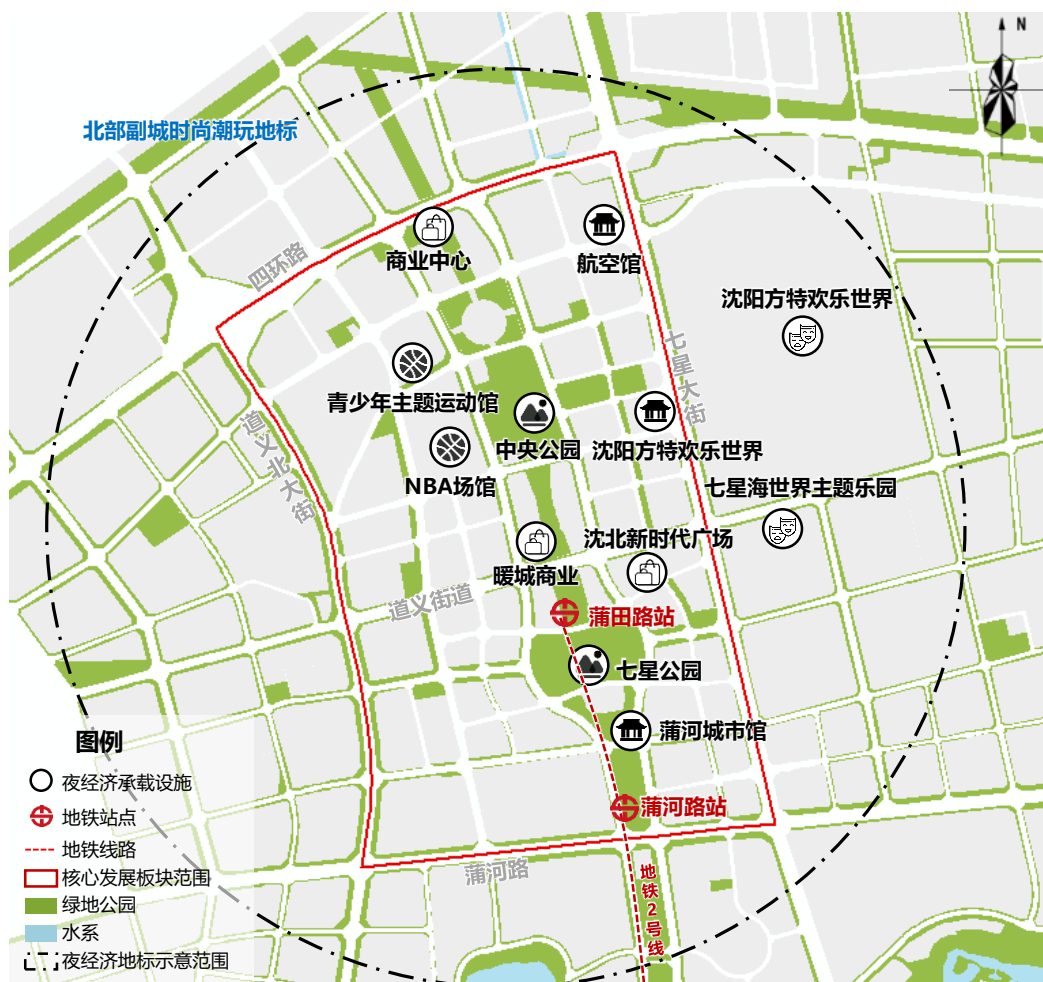 N
北部副城时尚潮玩地标
商业中心
航空馆
四环路
沈阳方特欢乐世界
七星大街
青少年主题运动馆
道义北大街
中央公园
沈阳方特欢乐世界
NBA场馆
七星海世界主题乐园
沈北新时代广场
暖城商业
道义街道
蒲田路站
七星公园
蒲河城市馆
蒲河路站
蒲河路
地铁2号线
图例
夜经济承载设施
地铁站点
地铁线路
核心发展板块范围
绿地公园
水系
夜经济地标示意范围